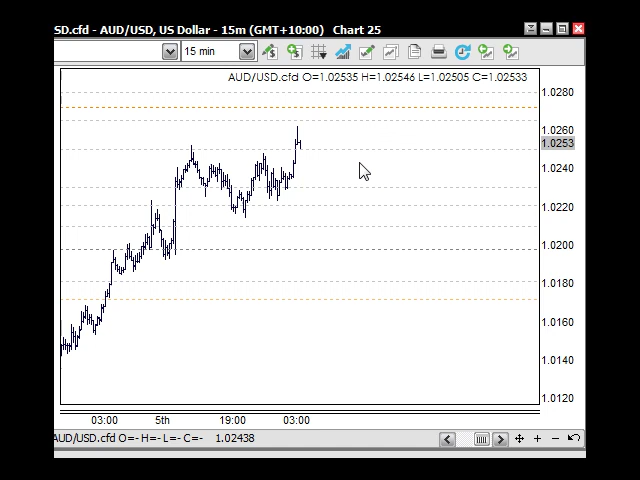 SD.cfd - AUD/USD, US Dollar - 15m (GMT+10:00) Chart 25
15 min
AUD/USD.cfd O=1.02535 H=1.02546 L=1.02505 C=1.02533
1.0280
1.0260
1.0253
1.0240
1.0220
1.0200
1.0180
1.0160
1.0140
1.0120
03:00 5th 19:00 03:00
AUD/USD.cfd O=- H=- L=- C=- 1.02438